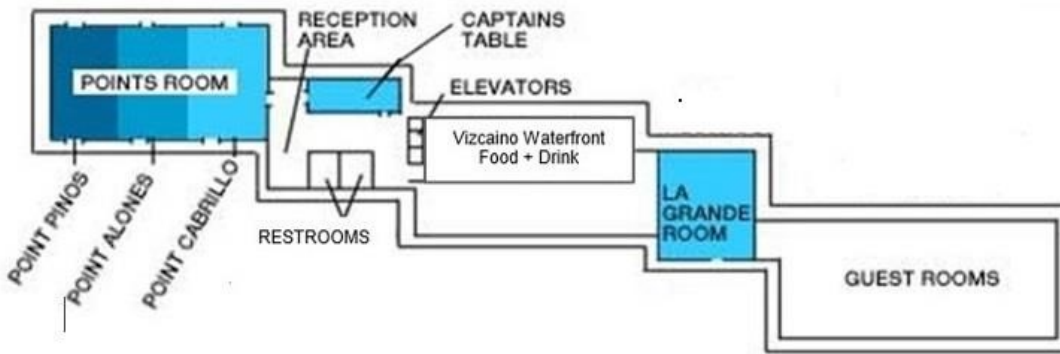 RECEPTION
AREA
CAPTAINS
TABLE
POINTS ROOM
ELEVATORS
Vizcaino Waterfront
Food + Drink
LA
GRANDE
ROOM
POINT PINOS
POINT ALONES
POINT CABRILLO
RESTROOMS
GUEST ROOMS